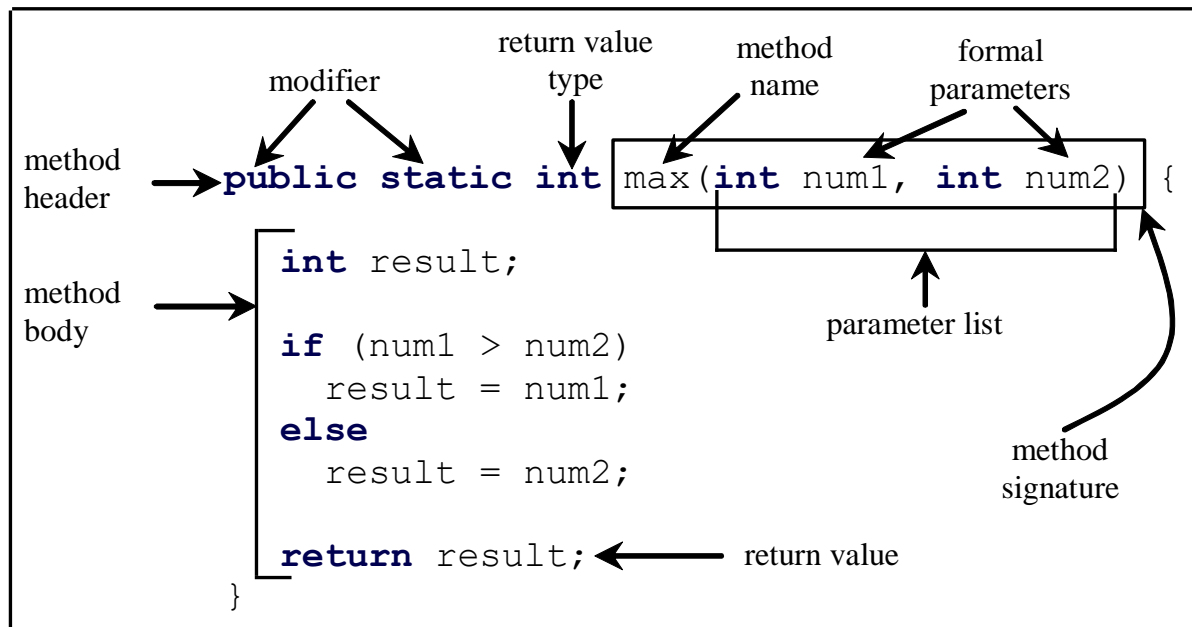 return value
type
method
name
formal
parameters
modifier
method
header
public static int max(int num1, int num2) {
int result;
method
body
parameter list
if (num1 > num2)
result = num1;
else
result = num2;
method
signature
return result;
return value
}